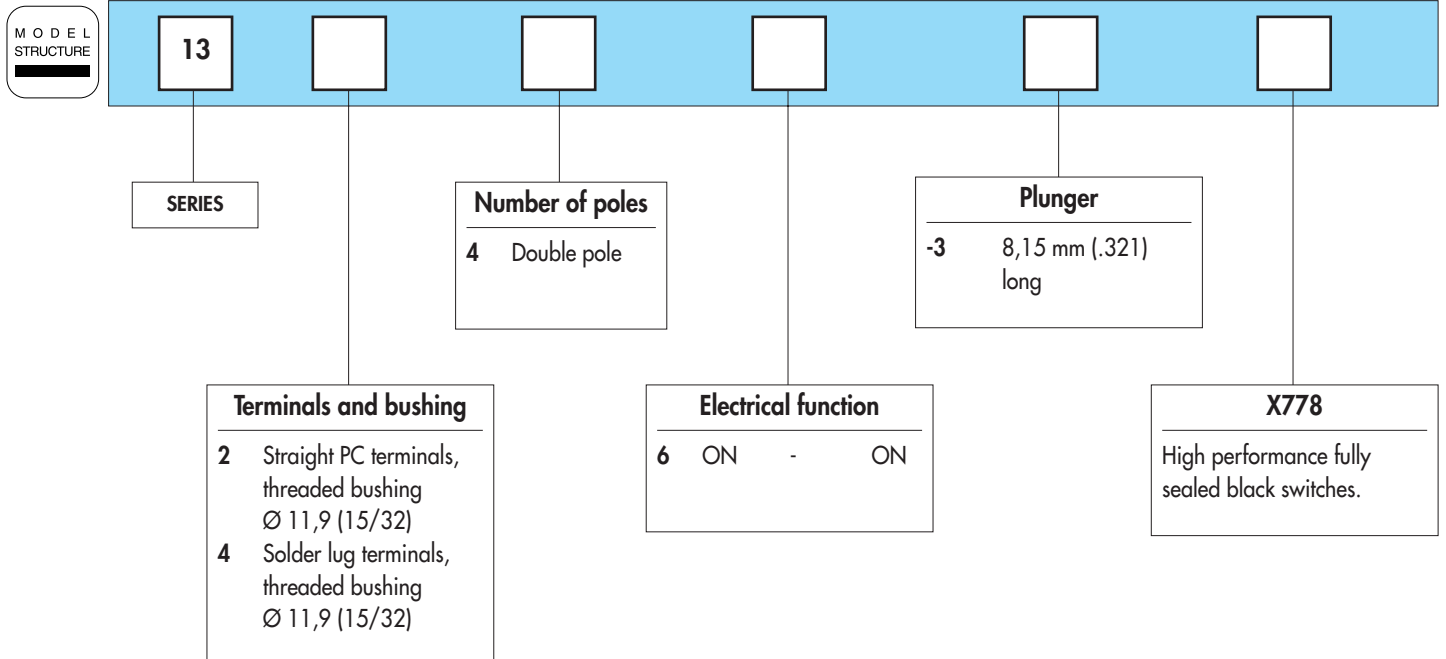 M O D E L
STRUCTURE
13
SERIES
Number of poles
4 Double pole
Plunger
-3 8,15 mm (.321)
long
Terminals and bushing
2 Straight PC terminals,
threaded bushing
Ø 11,9 (15/32)
4 Solder lug terminals,
threaded bushing
Ø 11,9 (15/32)
Electrical function
6 ON - ON
X778
High performance fully
sealed black switches.